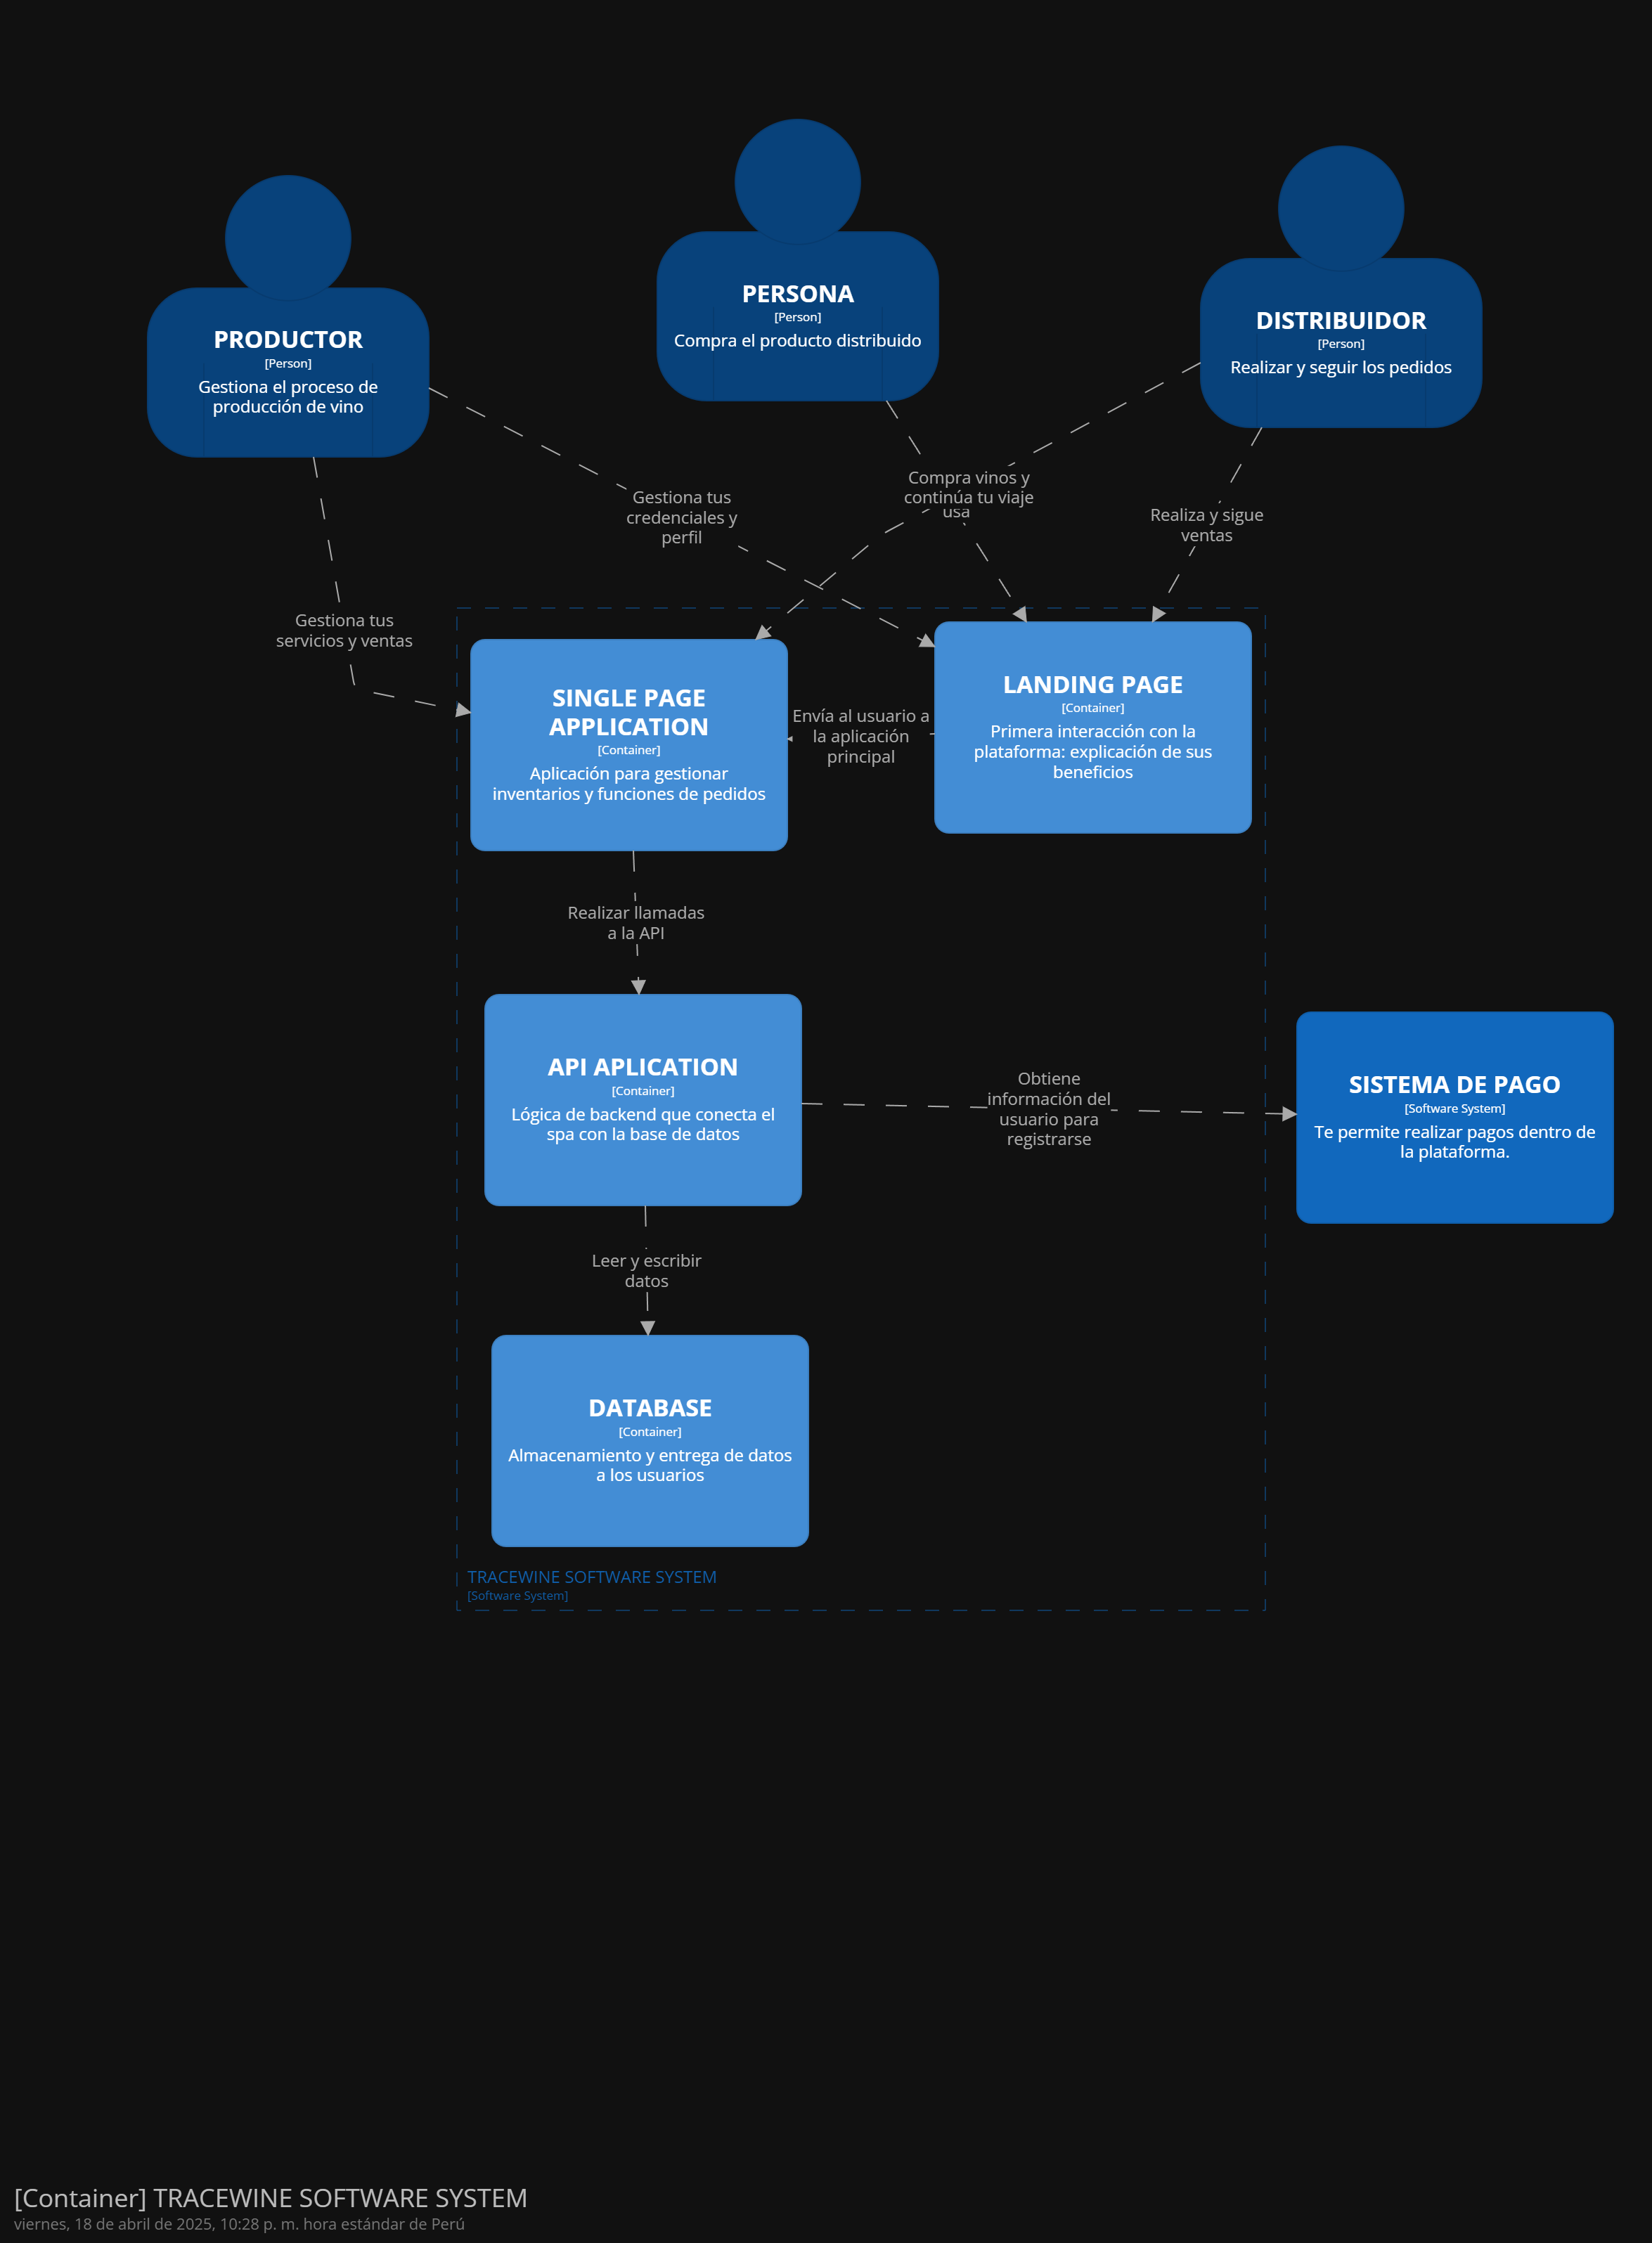 PERSONA
[Person]
Compra el producto distribuido
DISTRIBUIDOR
[Person]
Realizar y seguir los pedidos
PRODUCTOR
[Person]
Gestiona el proceso de
producción de vino
Compra vinos y
continúa tu viaje
usa
Gestiona tus
credenciales y
perfil
Realiza y sigue
ventas
Gestiona tus
servicios y ventas
SINGLE PAGE
APPLICATION
[Container]
Aplicación para gestionar
inventarios y funciones de pedidos
Envía al usuario a
la aplicación
principal
LANDING PAGE
[Container]
Primera interacción con la
plataforma: explicación de sus
beneficios
Realizar llamadas
a la API
API APLICATION
[Container]
Lógica de backend que conecta el
spa con la base de datos
Obtiene
información del
usuario para
registrarse
SISTEMA DE PAGO
[Software System]
Te permite realizar pagos dentro de
la plataforma.
Leer y escribir
datos
DATABASE
[Container]
Almacenamiento y entrega de datos
a los usuarios
TRACEWINE SOFTWARE SYSTEM
[Software System]
[Container] TRACEWINE SOFTWARE SYSTEM
viernes, 18 de abril de 2025, 10:28 p. m. hora estándar de Perú